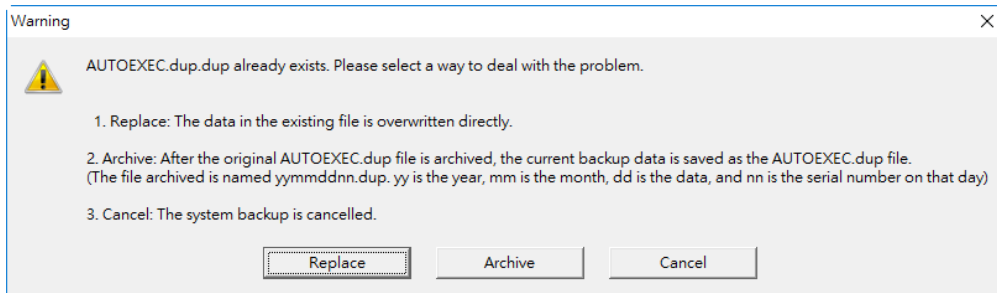 Warning
AUTOEXEC.dup.dup already exists. Please select a way to deal with the problem.
1. Replace: The data in the existing file is overwritten directly.
2. Archive: After the original AUTOEXEC.dup file is archived, the current backup data is saved as the AUTOEXEC.dup file.
(The file archived is named yymmddnn.dup. yy is the year, mm is the month, dd is the data, and nn is the serial number on that day)
3. Cancel: The system backup is cancelled.
Replace Archive Cancel